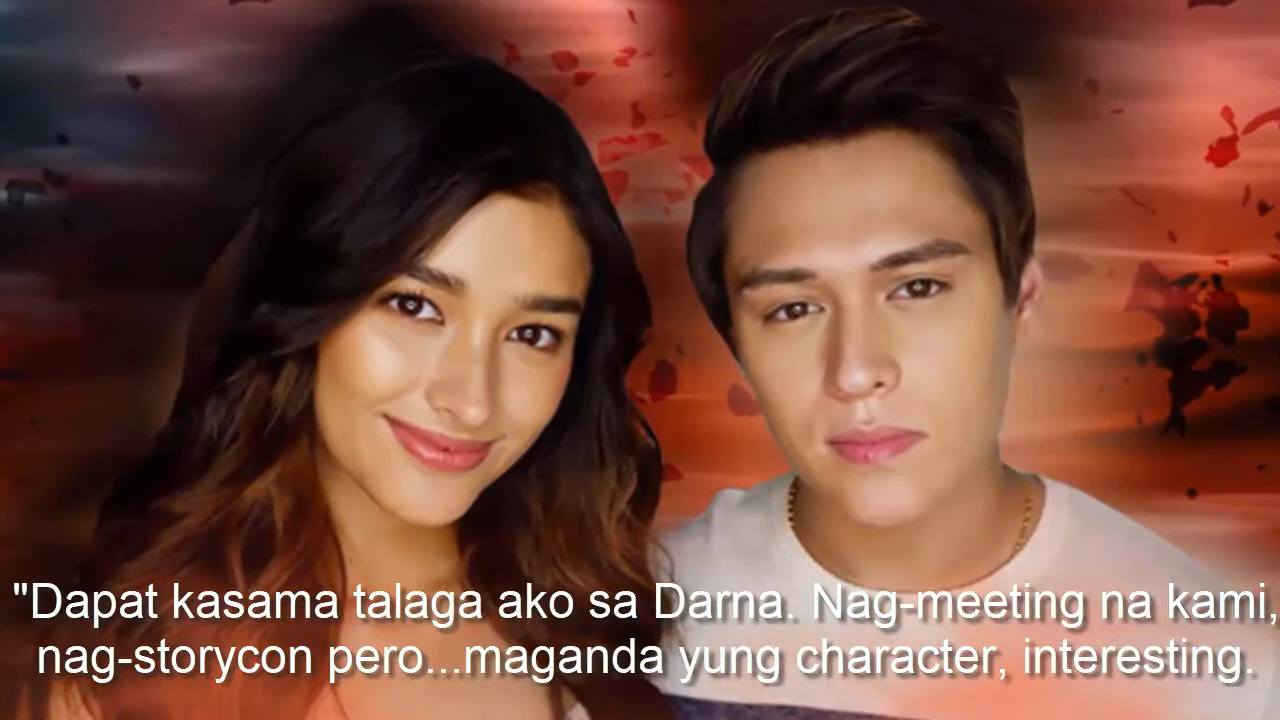 "Dapat kasama talaga ako sa Darna. Nag-meeting na kami,
nag-storycon pero...maganda yung character, interesting.